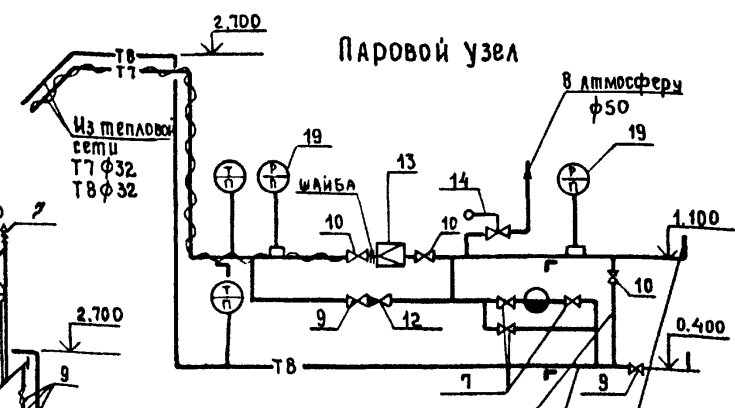 2.700
ПАРОВОЙ УЗЕЛ
Т8
Т7
В АТМОСФЕРУ
ф50
Из тепловой
сети
Т7 ф32
Т8 ф32
19
13
19
Т
П
Р
П
ШАЙБА
14
Р
П
7
10
10
1.100
Т
П
10
2.700
9
12
0.400
9
Т8
7
9